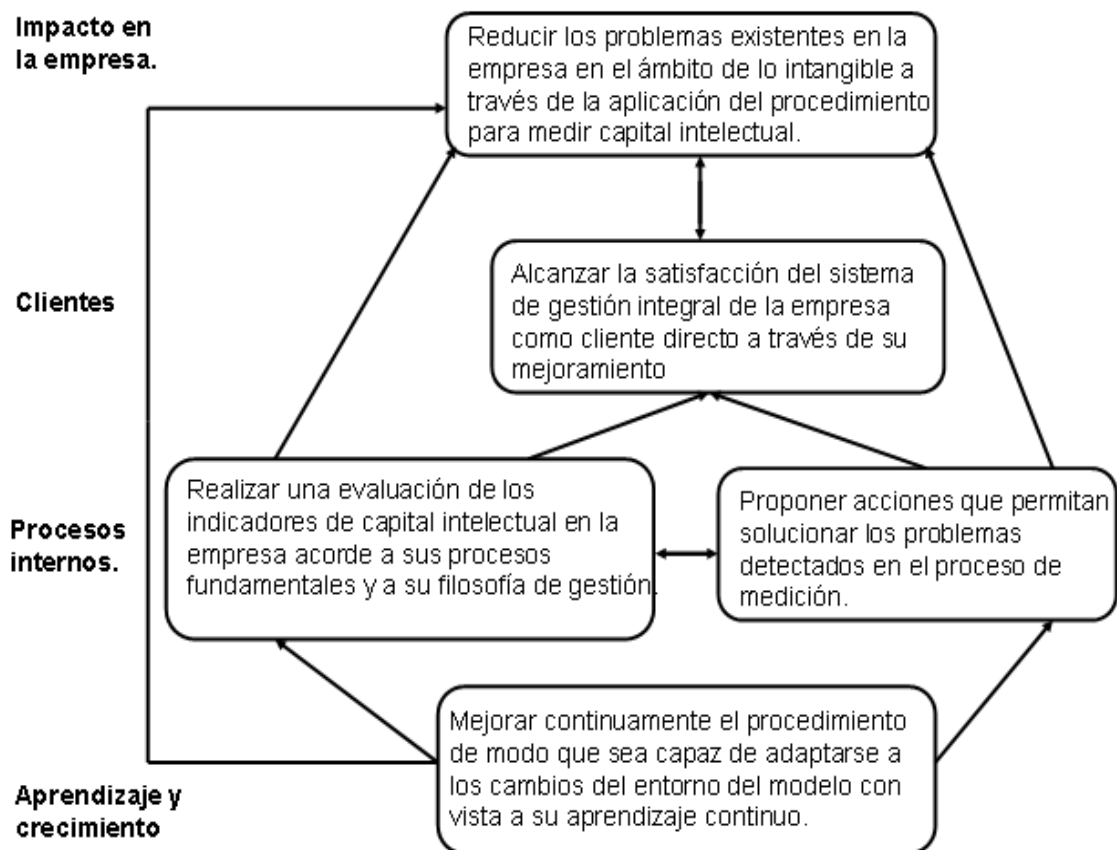 Impacto en
la empresa.
Reducir los problemas existentes en la
empresa en el ámbito de lo intangible a
través de la aplicación del procedimiento
para medir capital intelectual.
Clientes
Alcanzar la satisfacción del sistema
de gestión integral de la empresa
como cliente directo a través de su
mejoramiento
Procesos
internos.
Realizar una evaluación de los
indicadores de capital intelectual en la
empresa acorde a sus procesos
fundamentales y a su filosofía de gestión.
Proponer acciones que permitan
solucionar los problemas
detectados en el proceso de
medición.
Aprendizaje y
crecimiento
Mejorar continuamente el procedimiento
de modo que sea capaz de adaptarse a
los cambios del entorno del modelo con
vista a su aprendizaje continuo.